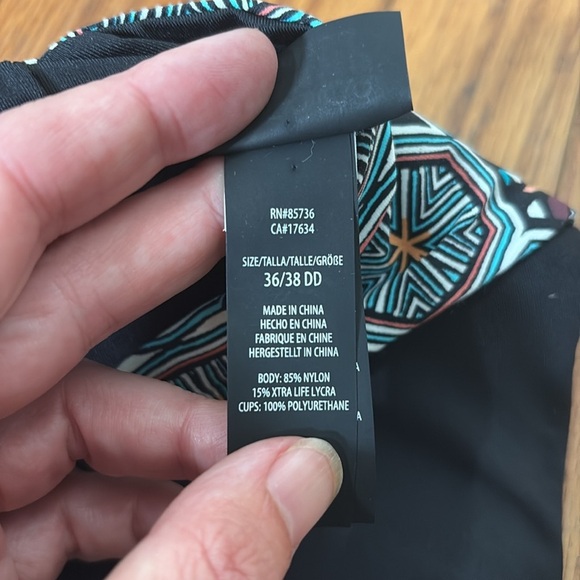 RN#85736
CA#17634
SIZE/TALLA/TALLE/GRÖßE
36/38 DD
MADE IN CHINA
HECHO EN CHINA
FABRIQUE EN CHINE
HERGESTELLT IN CHINA
BODY: 85% NYLON
15% XTRA LIFE LYCRA
CUPS: 100% POLYURETHANE
A
A